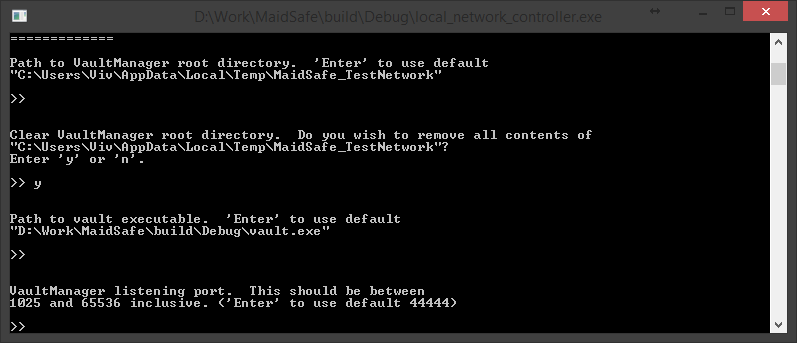 D:\Work\MaidSafe\build\Debug\local_network_controller.exe
=============
Path to VaultManager root directory.  'Enter' to use default
"C:\Users\Viv\AppData\Local\Temp\MaidSafe_TestNetwork"
>>
Clear VaultManager root directory.  Do you wish to remove all contents of
"C:\Users\Viv\AppData\Local\Temp\MaidSafe_TestNetwork"?
Enter 'y' or 'n'.
>> y
Path to vault executable.  'Enter' to use default
"D:\Work\MaidSafe\build\Debug\vault.exe"
>>
VaultManager listening port.  This should be between
1025 and 65536 inclusive. ('Enter' to use default 44444)
>>